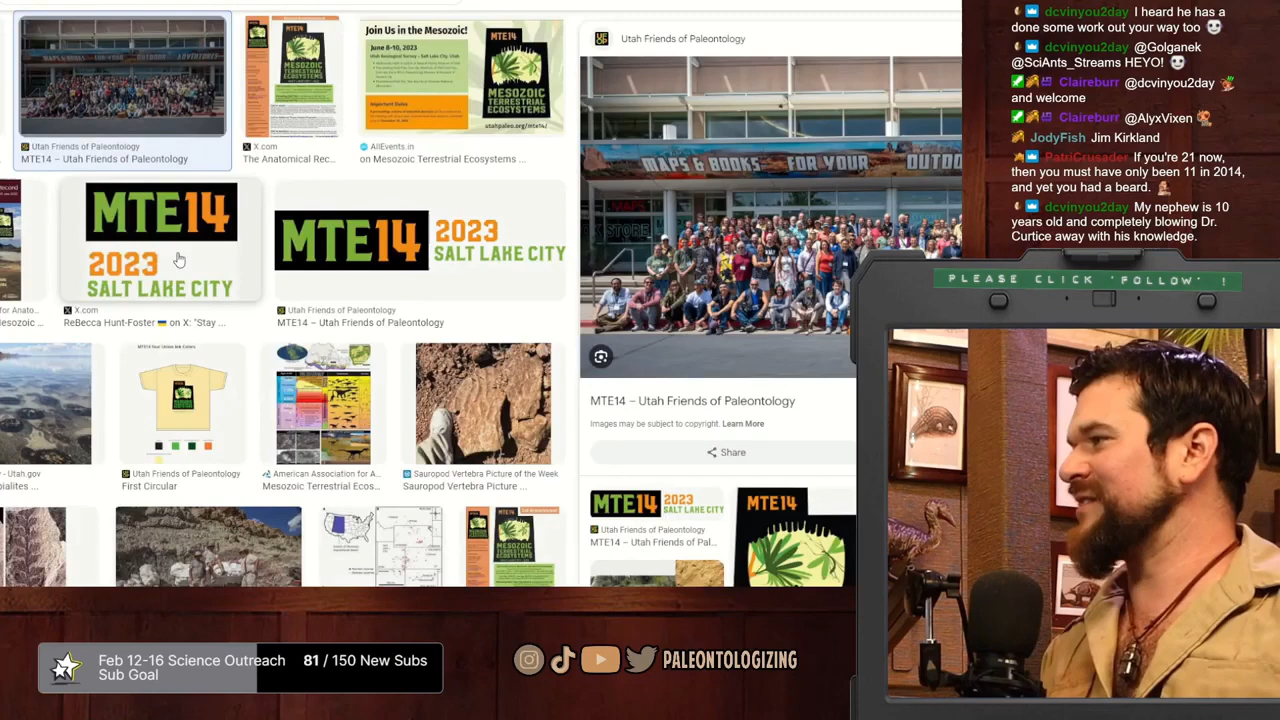 Utah Friends of Paleontology
MTE14 – Utah Friends of Paleontology
X.com
The Anatomical Rec...
Join Us in the Mesozoic!
June 8-10, 2023
Important Dates
MTE14
MESOZOIC
TERRESTRIAL
ECOSYSTEMS
utahpaleo.org/mte14/
AllEvents.in
on Mesozoic Terrestrial Ecosystems ...
for Anato...
esozoic ...
MTE14
2023
SALT LAKE CITY
X.com
ReBecca Hunt-Foster on X: "Stay ...
MTE14 2023
SALT LAKE CITY
Utah Friends of Paleontology
MTE14 – Utah Friends of Paleontology
- Utah.gov
pialites ...
Utah Friends of Paleontology
First Circular
American Association for A...
Mesozoic Terrestrial Ecos...
Sauropod Vertebra Picture of the Week
Sauropod Vertebra Picture ...
Utah Friends of Paleontology
MAPS & BOOKS FOR YOUR OUTDO
MTE14 – Utah Friends of Paleontology
Images may be subject to copyright. Learn More
Share
MTE14 2023
SALT LAKE CITY
Utah Friends of Paleontology
MTE14 – Utah Friends of Pal...
MTE14
dcvinyou2day I heard he has a
done some work out your way too
dcvinyou2day @bolganek
@SciAnts_Streams HEYO!
Claireburr @dcvinyou2day
and welcome
Claireburr @AlyxVixen
JodyFish Jim Kirkland
PatriCrusader If you're 21 now,
then you must have only been 11 in 2014,
and yet you had a beard.
dcvinyou2day My nephew is 10
years old and completely blowing Dr.
Curtice away with his knowledge.
PLEASE CLICK 'FOLLOW' !
Feb 12-16 Science Outreach
Sub Goal
81 / 150 New Subs
PALEONTOLOGIZING